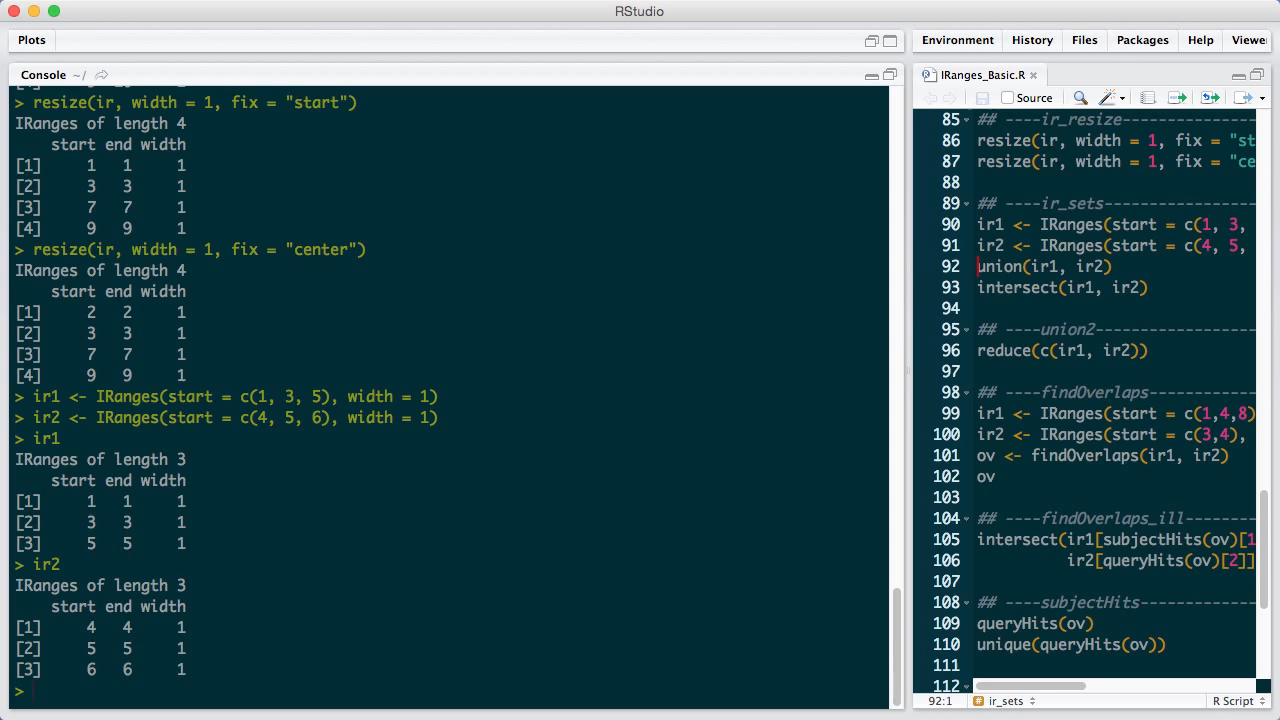 RStudio
Plots
Console ~/
> resize(ir, width = 1, fix = "start")
IRanges of length 4
start end width
[1] 1 1 1
[2] 3 3 1
[3] 7 7 1
[4] 9 9 1
> resize(ir, width = 1, fix = "center")
IRanges of length 4
start end width
[1] 2 2 1
[2] 3 3 1
[3] 7 7 1
[4] 9 9 1
> ir1 <- IRanges(start = c(1, 3, 5), width = 1)
> ir2 <- IRanges(start = c(4, 5, 6), width = 1)
> ir1
IRanges of length 3
start end width
[1] 1 1 1
[2] 3 3 1
[3] 5 5 1
> ir2
IRanges of length 3
start end width
[1] 4 4 1
[2] 5 5 1
[3] 6 6 1
>
Environment History Files Packages Help Viewer
IRanges_Basic.R
Source
85 ## ----ir_resize---------------
86 resize(ir, width = 1, fix = "st
87 resize(ir, width = 1, fix = "ce
88
89 ## ----ir_sets-----------------
90 ir1 <- IRanges(start = c(1, 3,
91 ir2 <- IRanges(start = c(4, 5,
92 union(ir1, ir2)
93 intersect(ir1, ir2)
94
95 ## ----union2------------------
96 reduce(c(ir1, ir2))
97
98 ## ----findOverlaps------------
99 ir1 <- IRanges(start = c(1,4,8)
100 ir2 <- IRanges(start = c(3,4),
101 ov <- findOverlaps(ir1, ir2)
102 ov
103
104 ## ----findOverlaps_ill--------
105 intersect(ir1[subjectHits(ov)[1
106 ir2[queryHits(ov)[2]]
107
108 ## ----subjectHits-------------
109 queryHits(ov)
110 unique(queryHits(ov))
111
112
92:1 # ir_sets R Script